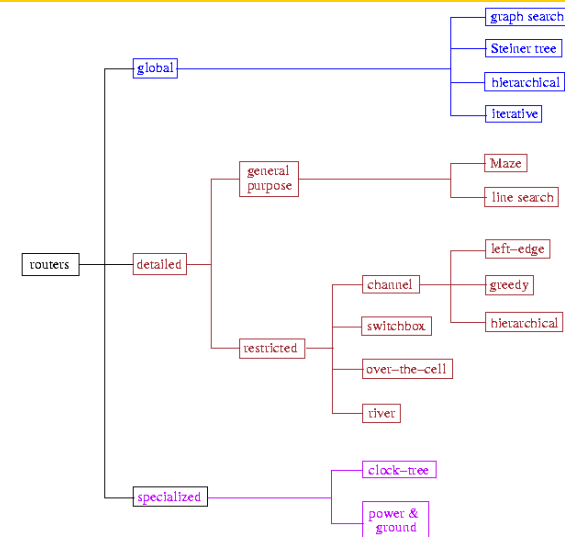 graph search
Steiner tree
global
hierarchical
iterative
Maze
general
purpose
line search
left-edge
routers
detailed
channel
greedy
hierarchical
switchbox
restricted
over-the-cell
river
clock-tree
specialized
power &
ground